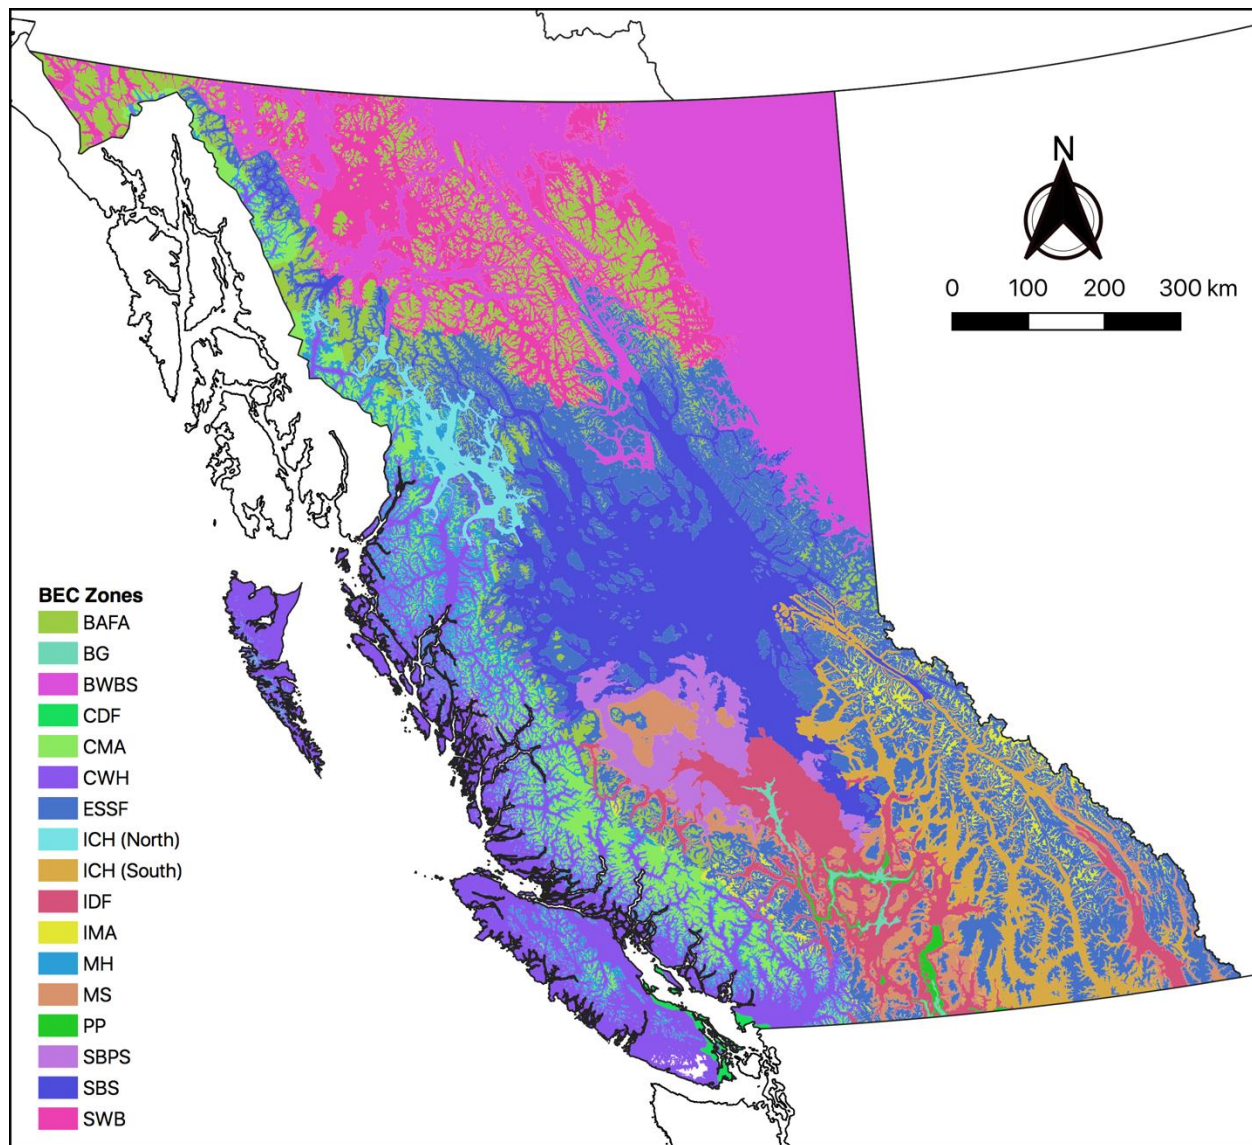 N
0 100 200 300 km
BEC Zones
BAFA
BG
BWBS
CDF
CMA
CWH
ESSF
ICH (North)
ICH (South)
IDF
IMA
MH
MS
PP
SBPS
SBS
SWB